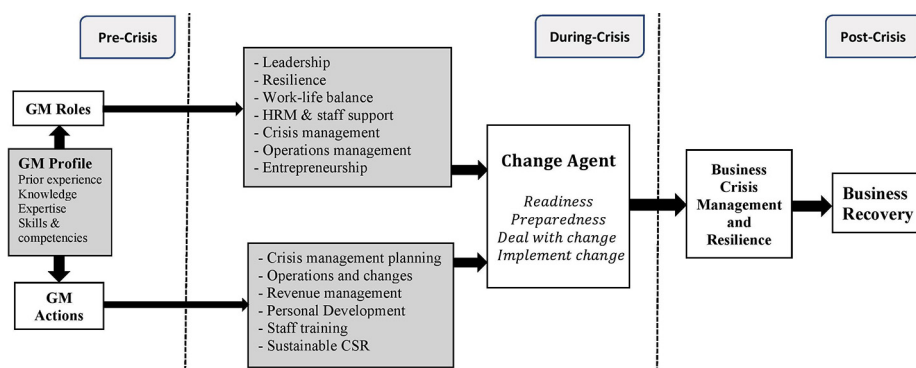 Pre-Crisis
During-Crisis
Post-Crisis
GM Roles
GM Profile
Prior experience
Knowledge
Expertise
Skills &
competencies
GM
Actions
- Leadership
- Resilience
- Work-life balance
- HRM & staff support
- Crisis management
- Operations management
- Entrepreneurship
- Crisis management planning
- Operations and changes
- Revenue management
- Personal Development
- Staff training
- Sustainable CSR
Change Agent
Readiness
Preparedness
Deal with change
Implement change
Business
Crisis
Management
and
Resilience
Business
Recovery